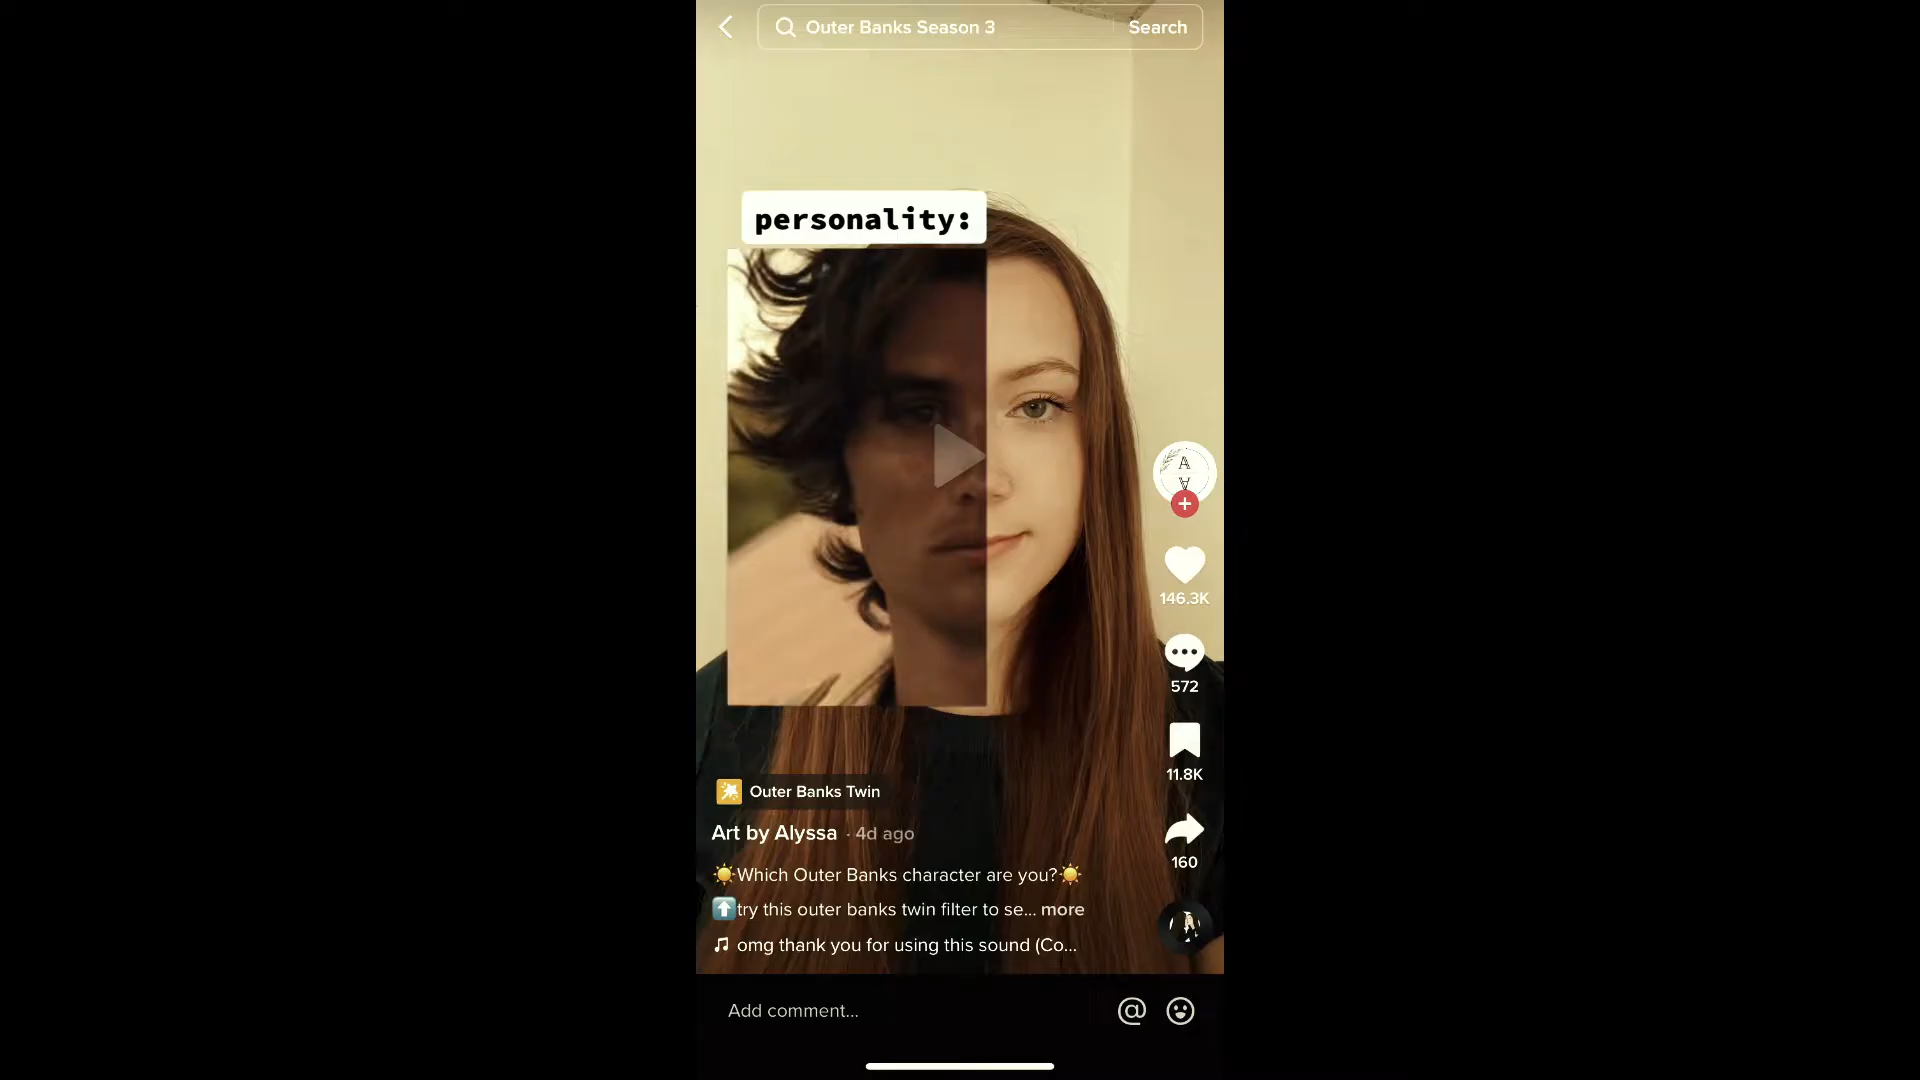 Outer Banks Season 3
Search
personality:
146.3K
572
11.8K
160
Outer Banks Twin
Art by Alyssa · 4d ago
☀️Which Outer Banks character are you?☀️
⬆️try this outer banks twin filter to se... more
♫ omg thank you for using this sound (Co...
Add comment...